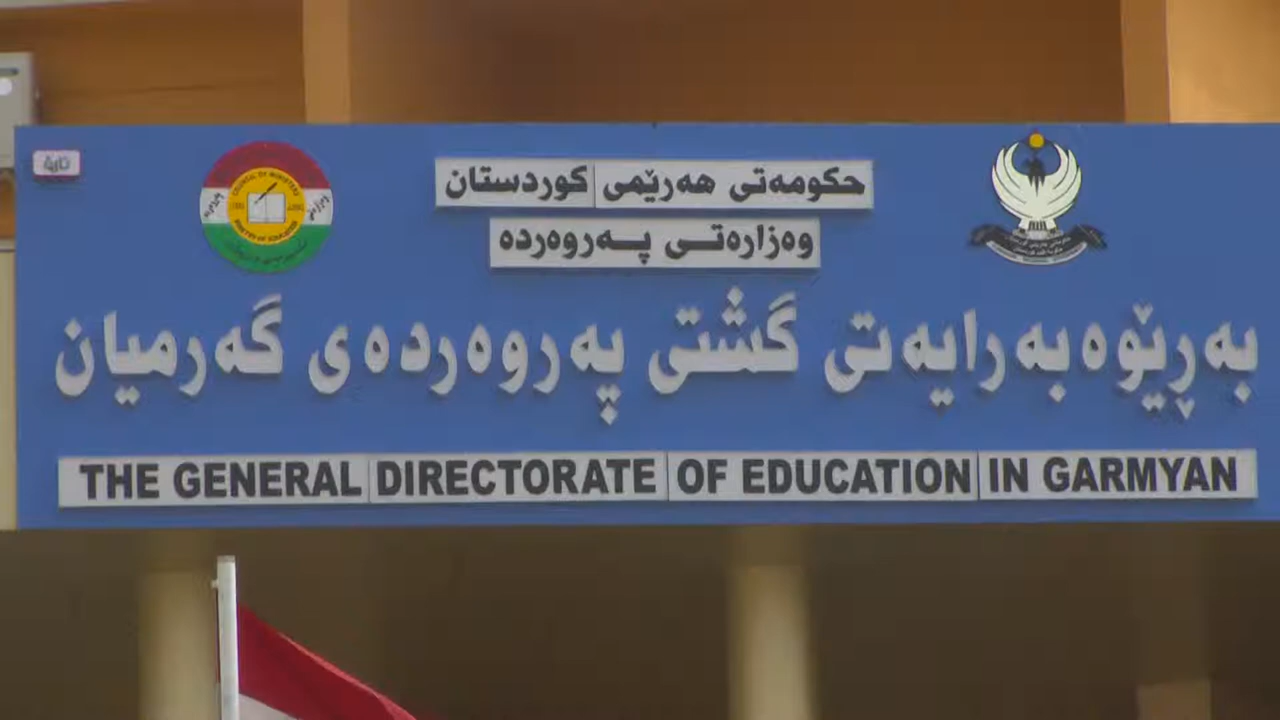 حکومەتی هەرێمی کوردستان
وەزارەتی پەروەردە
بەڕێوەبەرایەتی گشتی پەروەردەی گەرمیان
THE GENERAL DIRECTORATE OF EDUCATION IN GARMYAN